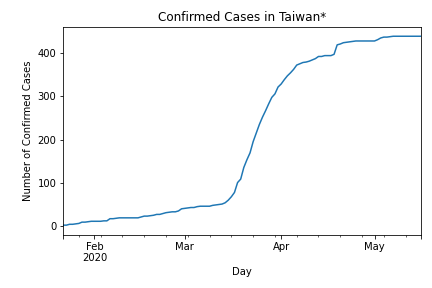 Confirmed Cases in Taiwan*
Number of Confirmed Cases
400
300
200
100
0
Feb
2020
Mar
Apr
May
Day